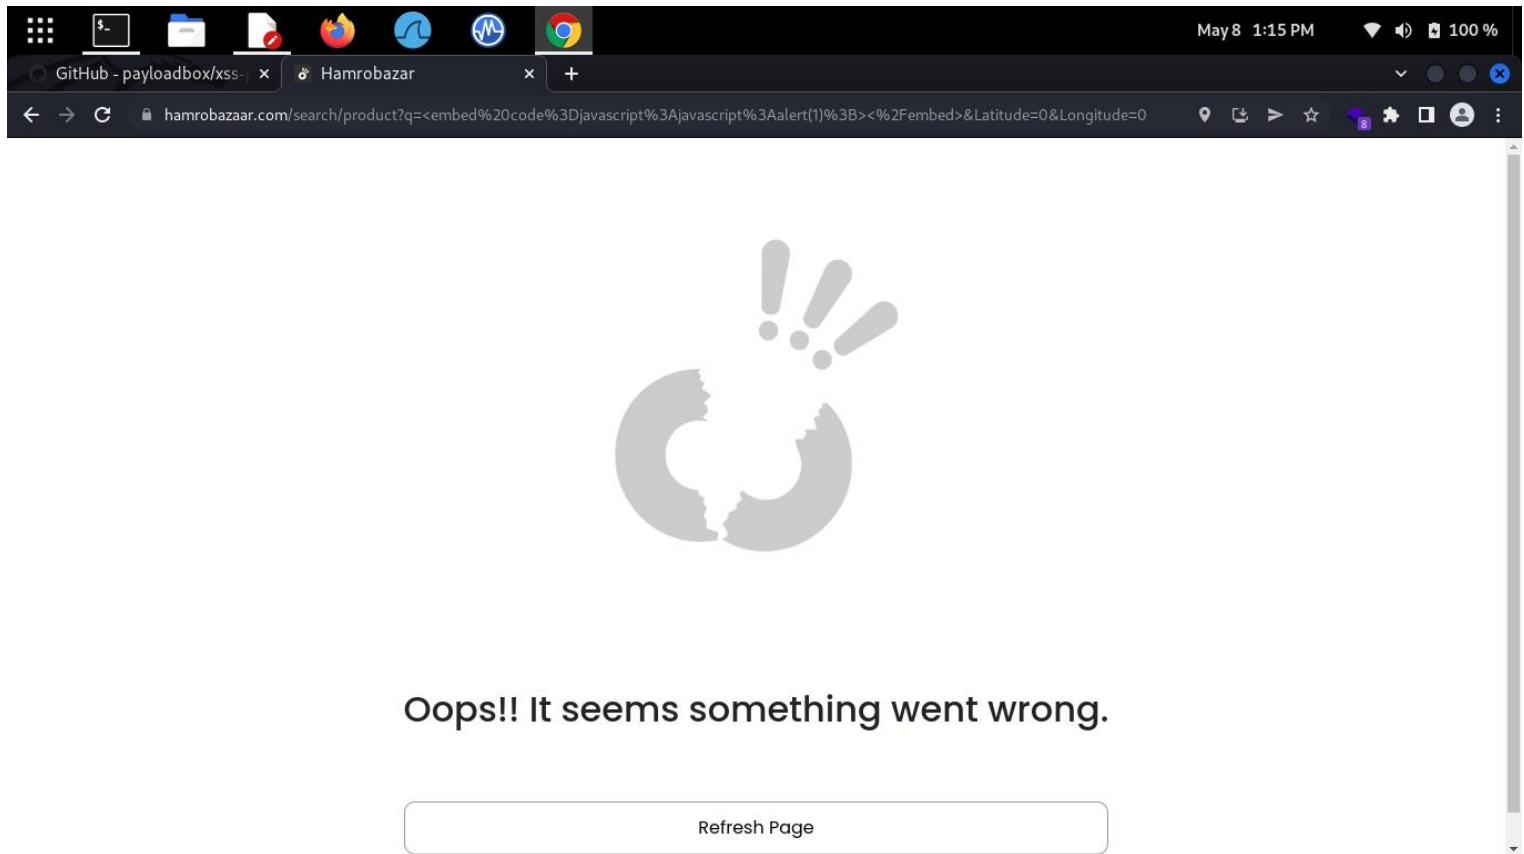 $-
May 8 1:15 PM
100 %
GitHub - payloadbox/xss-
Hamrobazar
hamrobazaar.com/search/product?q=<embed%20code%3Djavascript%3Ajavascript%3Aalert(1)%3B><%2Fembed>&Latitude=0&Longitude=0
8
Oops!! It seems something went wrong.
Refresh Page